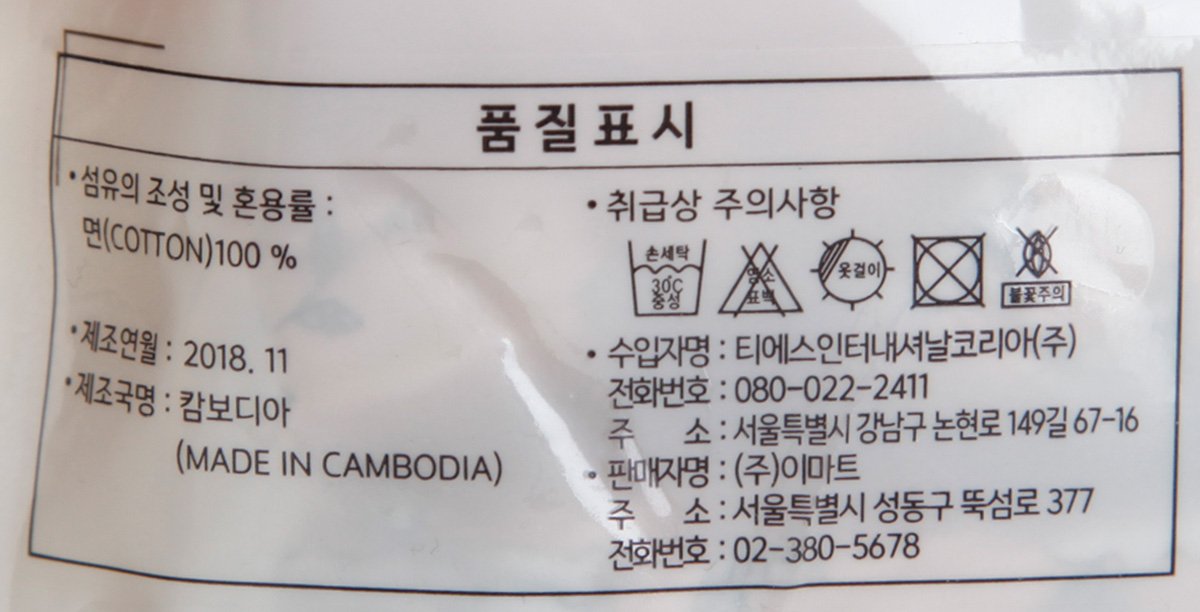 품질표시
• 섬유의 조성 및 혼용률 :
면(COTTON)100 %
• 제조연월 : 2018. 11
• 제조국명 : 캄보디아
(MADE IN CAMBODIA)
• 취급상 주의사항
손세탁
30℃
중성
염소
표백
옷걸이
불꽃주의
• 수입자명 : 티에스인터내셔날코리아(주)
전화번호 : 080-022-2411
주 소 : 서울특별시 강남구 논현로 149길 67-16
• 판매자명 : (주)이마트
주 소 : 서울특별시 성동구 뚝섬로 377
전화번호 : 02-380-5678